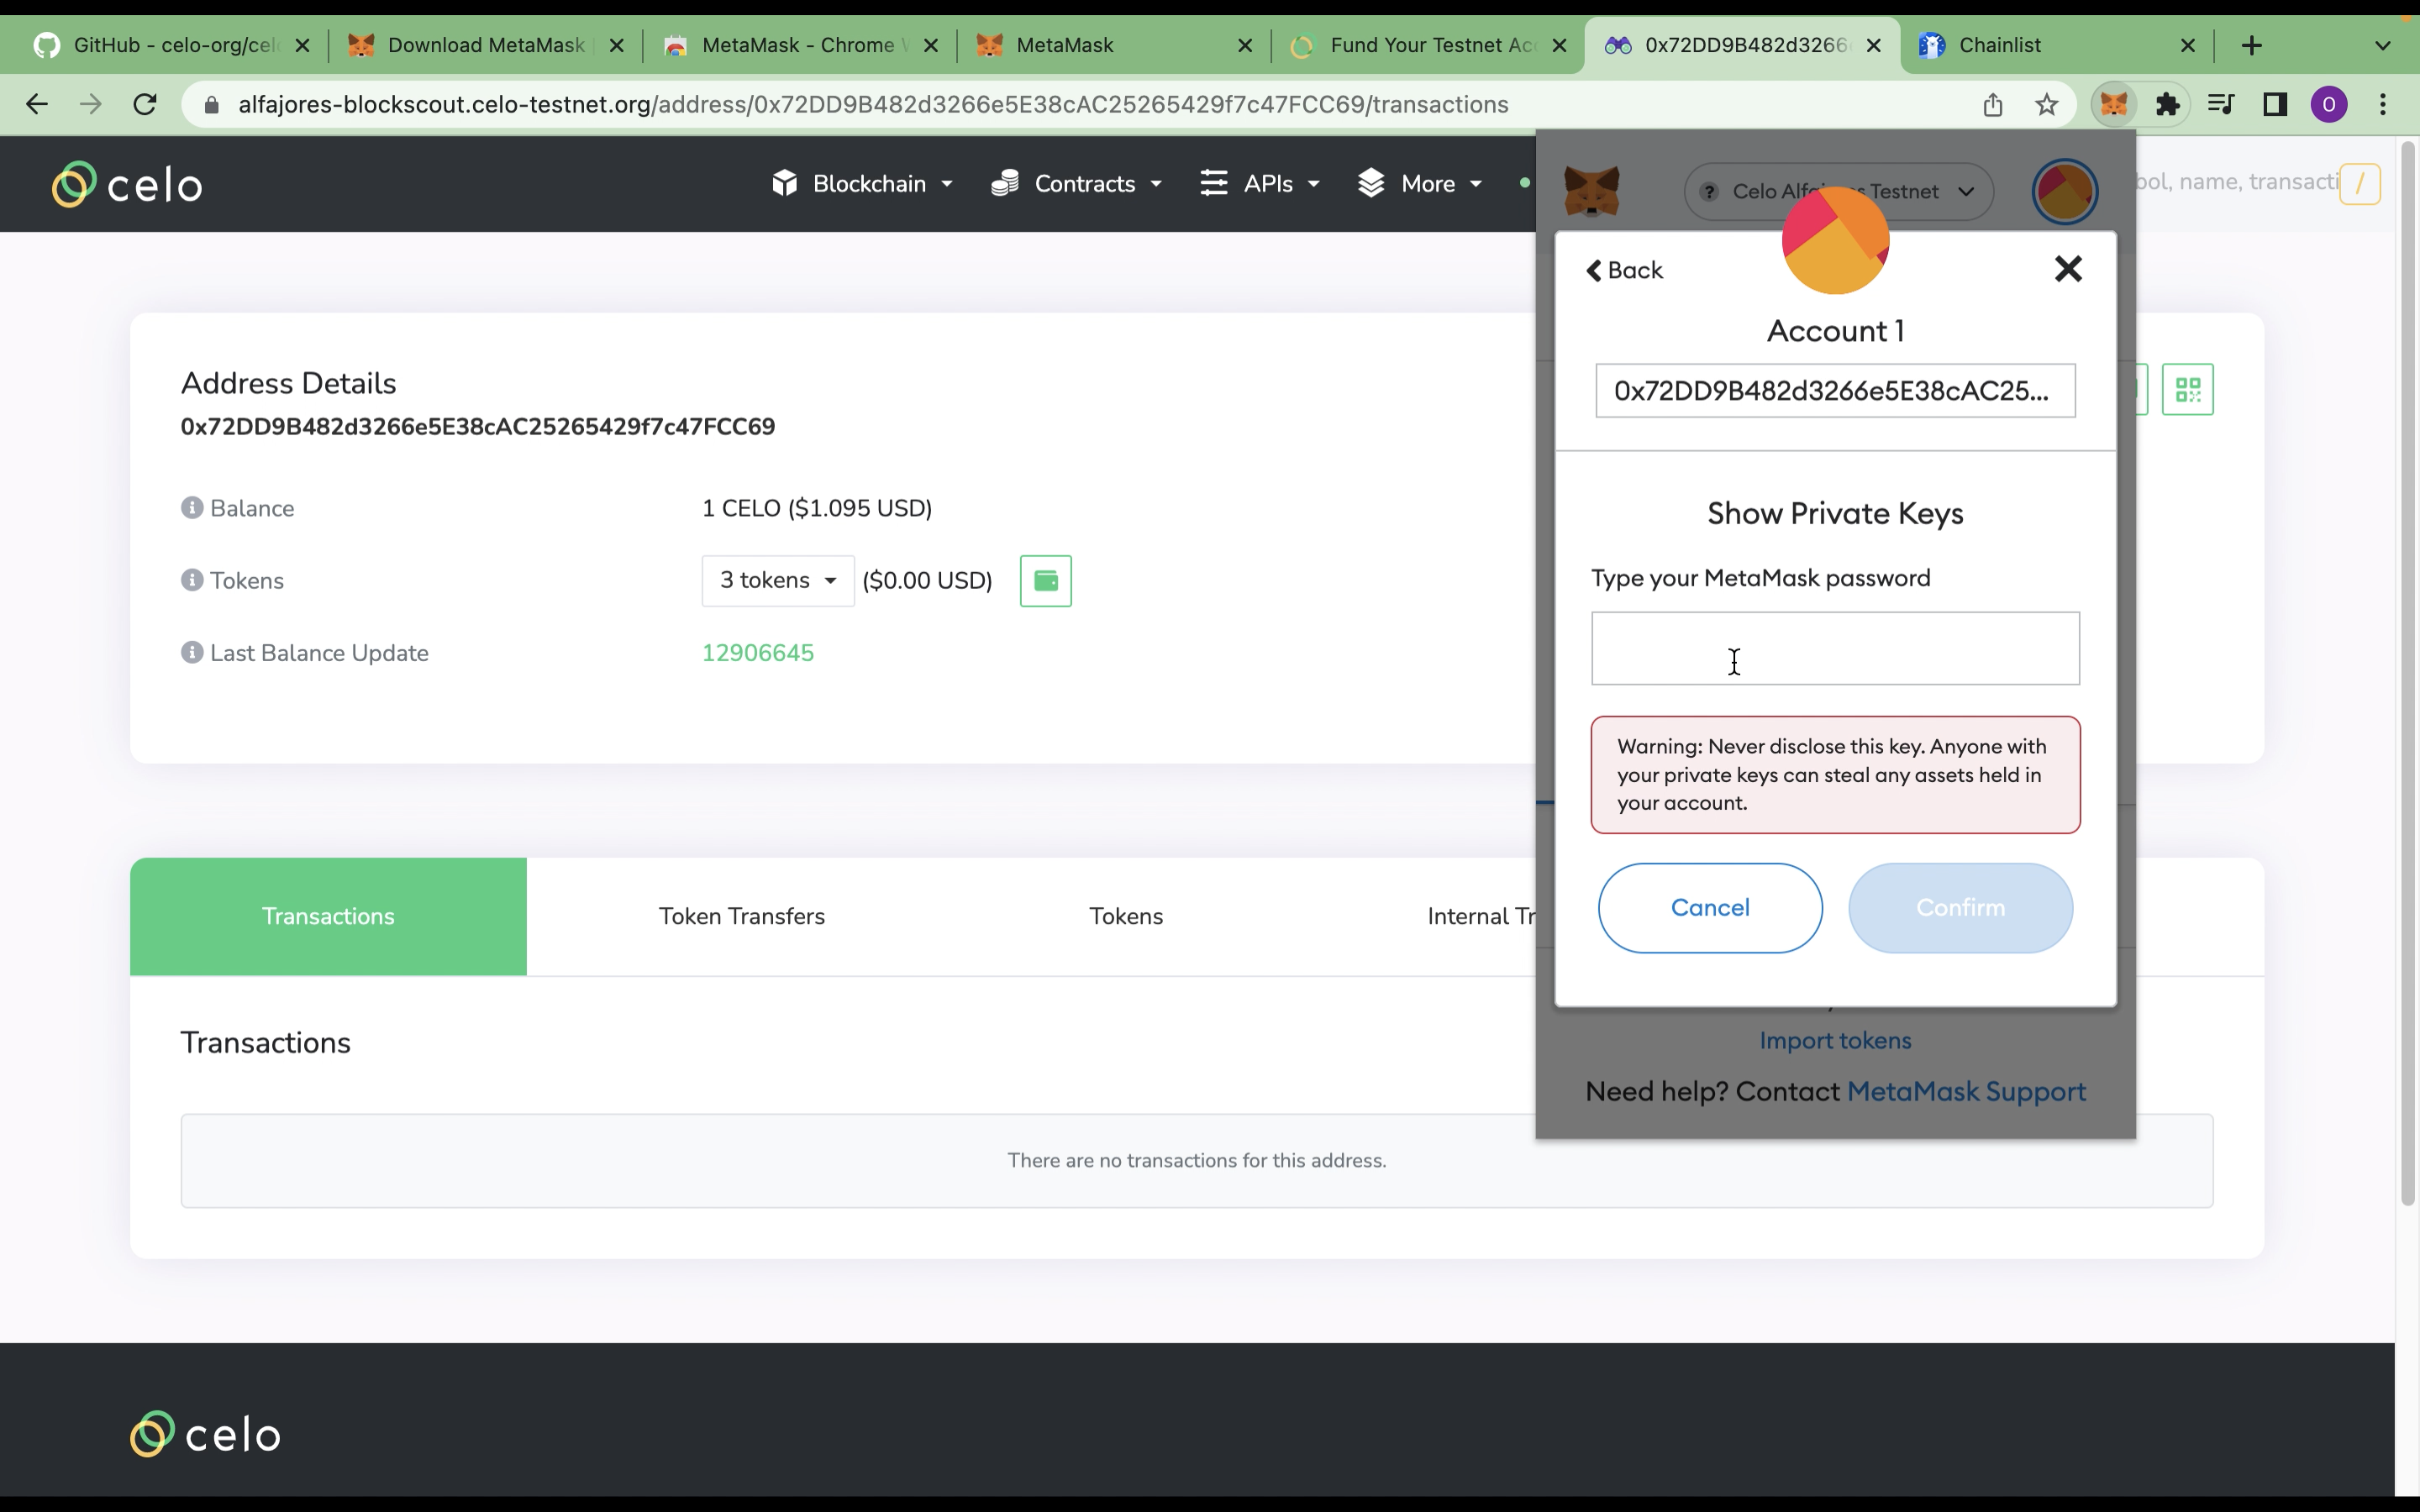 GitHub - celo-org/cel
Download MetaMask
MetaMask - Chrome
MetaMask
Fund Your Testnet Acc
0x72DD9B482d3266
Chainlist
alfajores-blockscout.celo-testnet.org/address/0x72DD9B482d3266e5E38cAC25265429f7c47FCC69/transactions
O
celo
Blockchain
Contracts
APIs
More
Celo Alfajores Testnet
bol, name, transacti
/
Back
Account 1
0x72DD9B482d3266e5E38cAC25...
Address Details
0x72DD9B482d3266e5E38cAC25265429f7c47FCC69
Balance
1 CELO ($1.095 USD)
Tokens
3 tokens
($0.00 USD)
Last Balance Update
12906645
Show Private Keys
Type your MetaMask password
Warning: Never disclose this key. Anyone with
your private keys can steal any assets held in
your account.
Cancel
Confirm
Transactions
Token Transfers
Tokens
Internal Tr
Import tokens
Need help? Contact MetaMask Support
Transactions
There are no transactions for this address.
celo